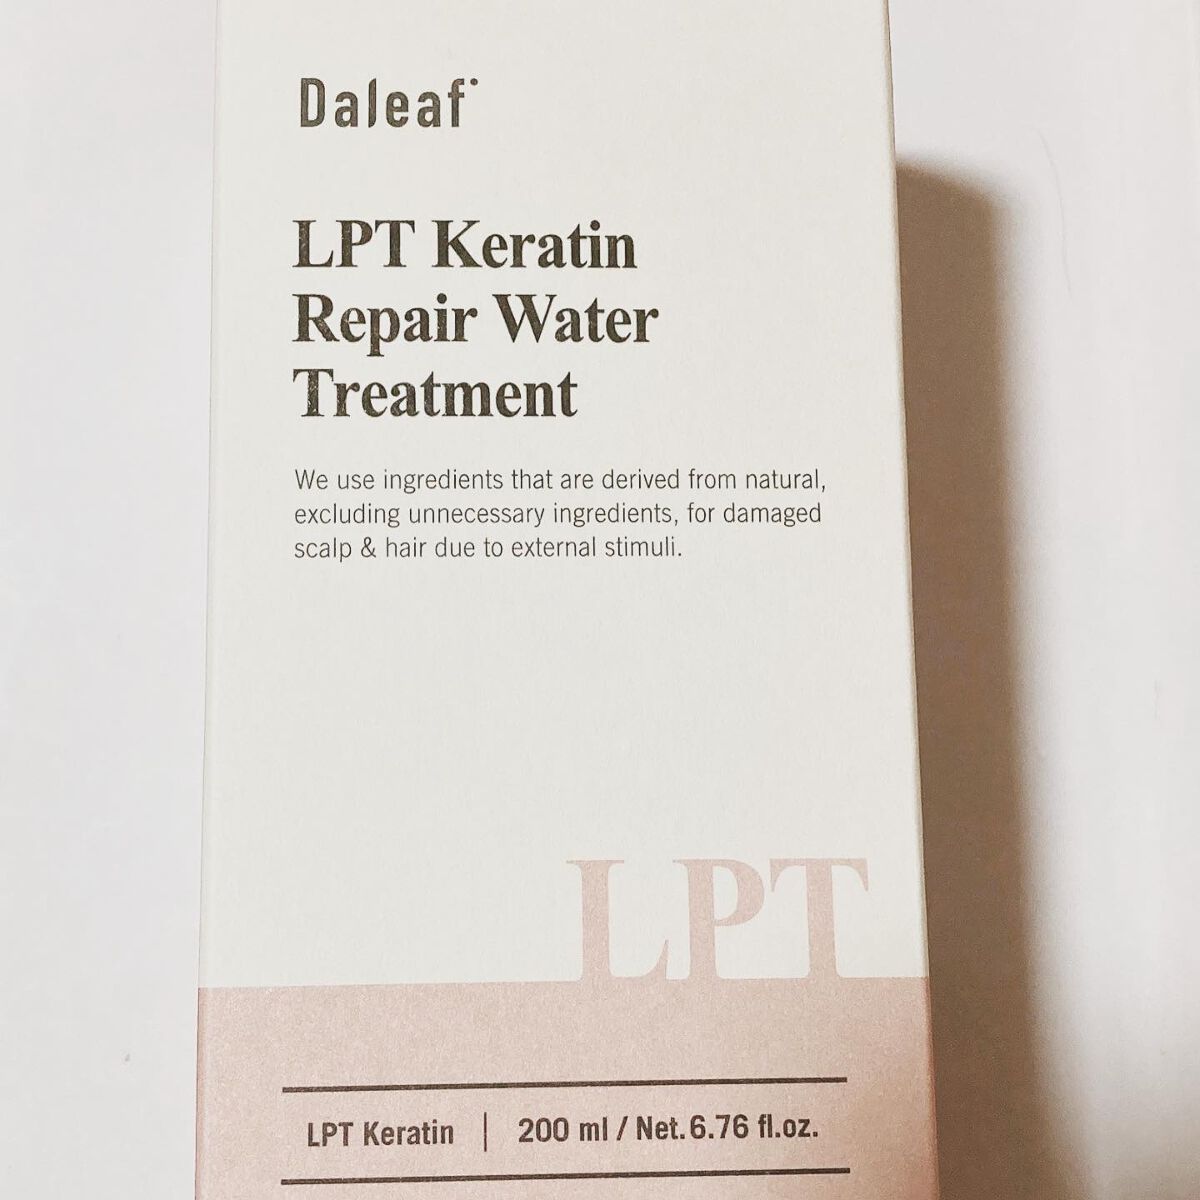 Daleaf
LPT Keratin
Repair Water
Treatment
We use ingredients that are derived from natural,
excluding unnecessary ingredients, for damaged
scalp & hair due to external stimuli.
LPT
LPT Keratin | 200 ml / Net. 6.76 fl.oz.